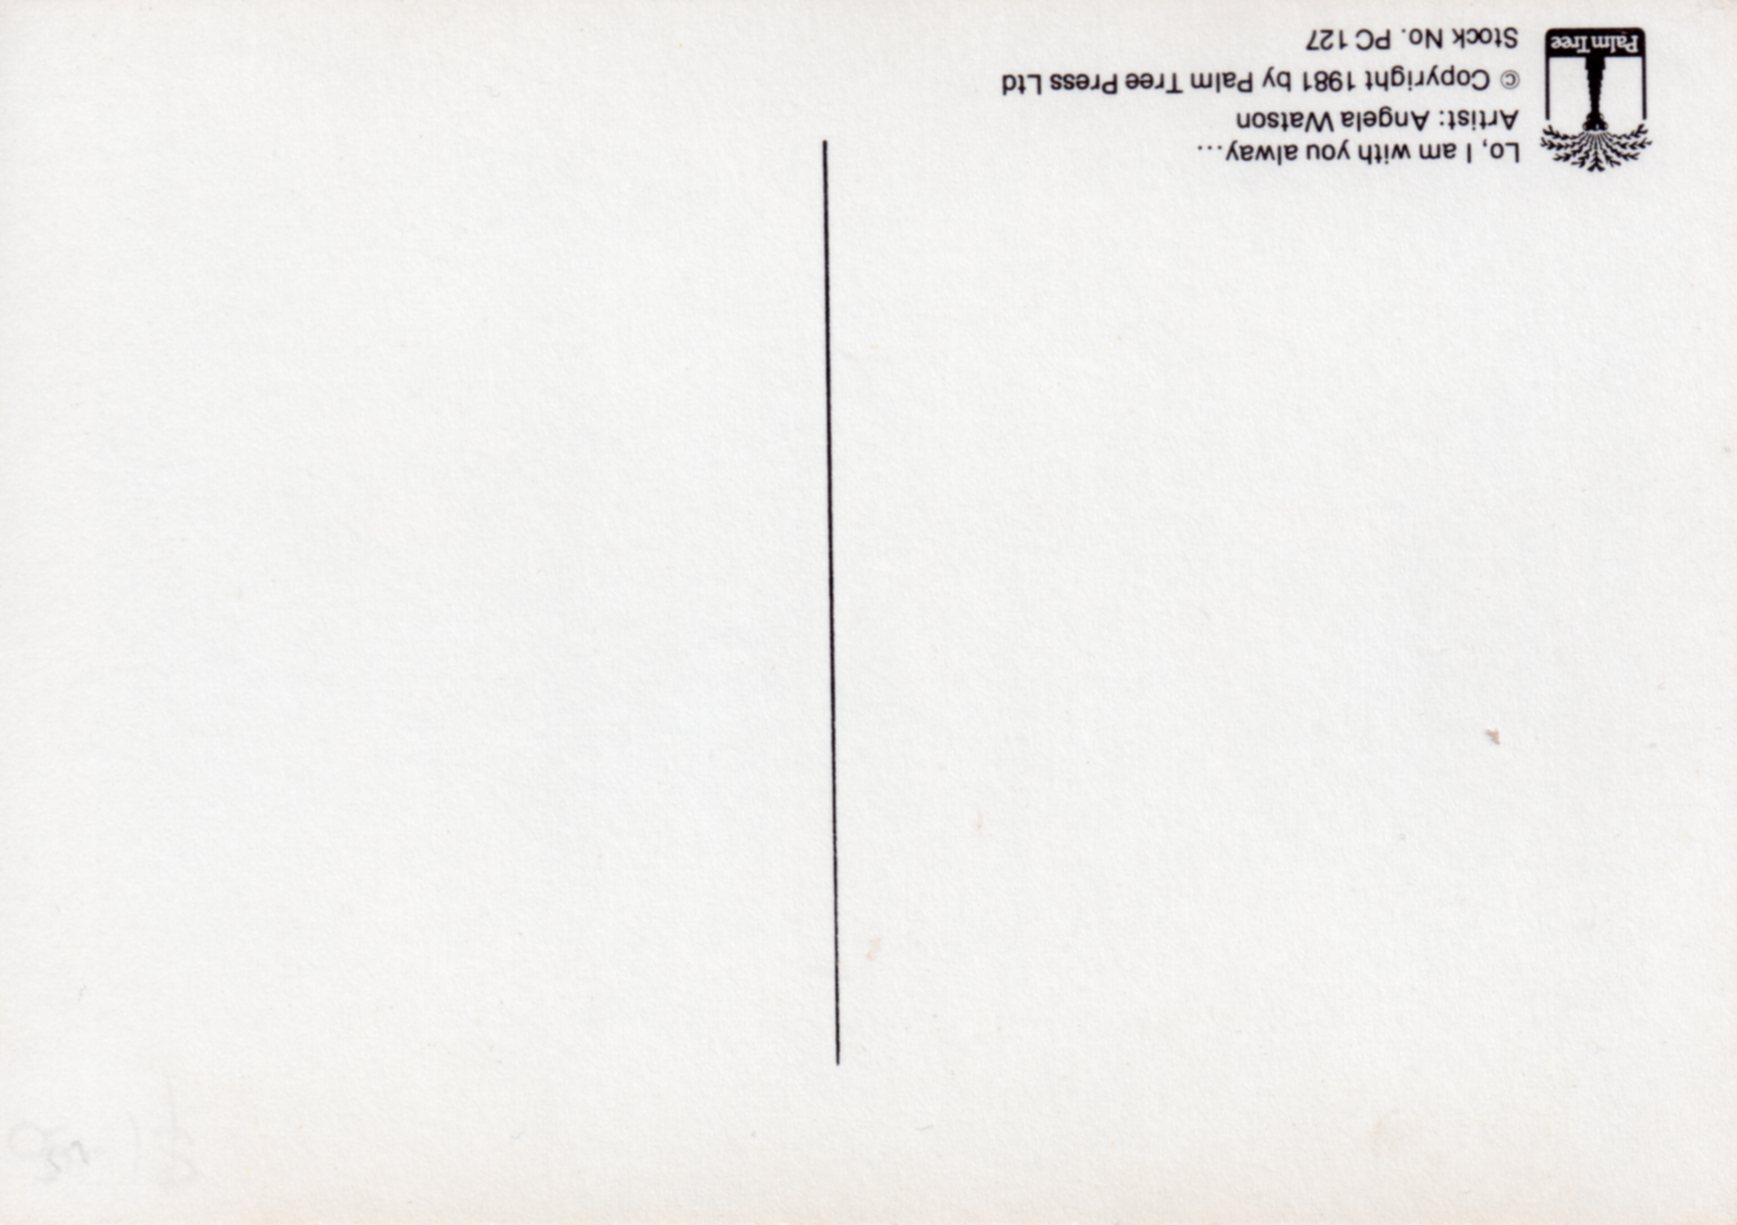 Lo, I am with you alway...
Artist: Angela Watson
© Copyright 1981 by Palm Tree Press Ltd
Palm Tree
Stock No. PC 127